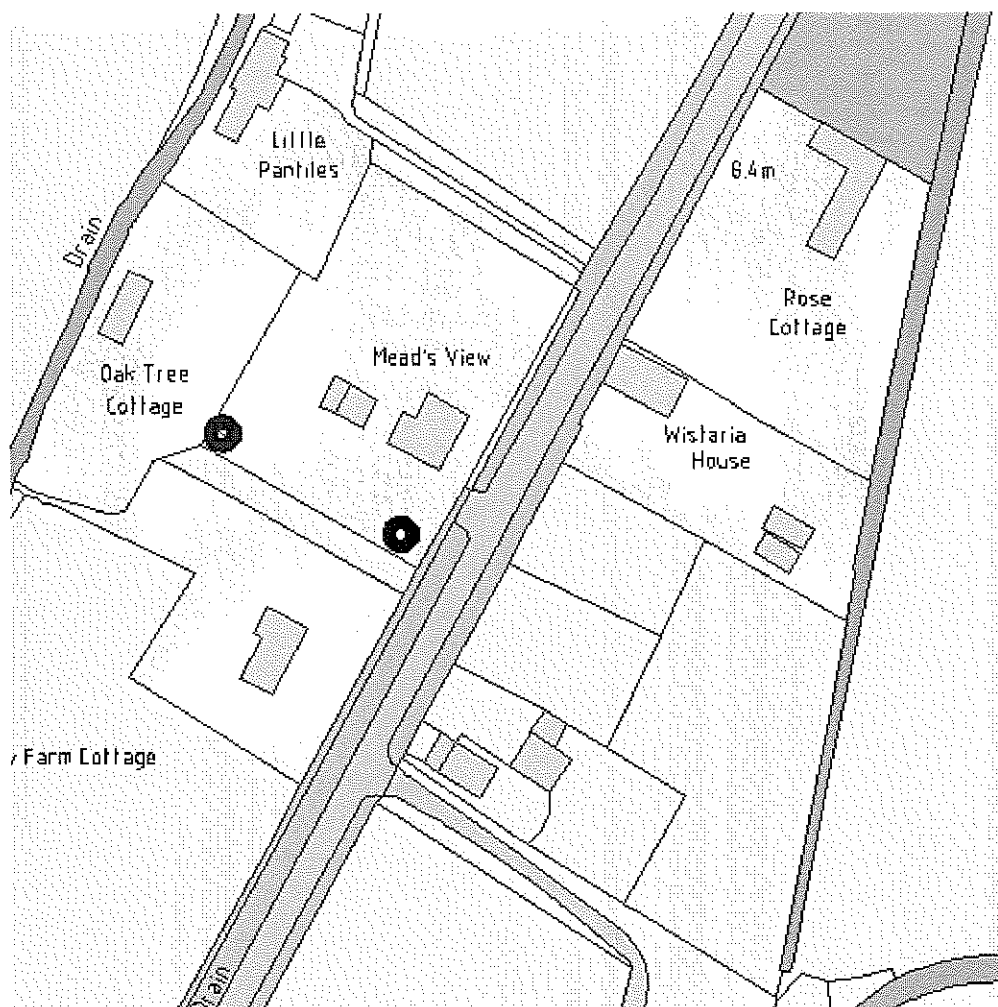 Little
Pantiles
6.4m
Drain
Rose
Cottage
Mead's View
Oak Tree
Cottage
Wistaria
House
Farm Cottage